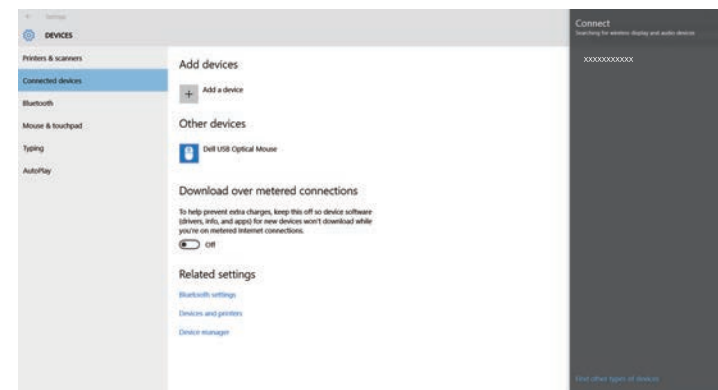 Settings
DEVICES
Printers & scanners
Connected devices
Bluetooth
Mouse & touchpad
Typing
AutoPlay
Add devices
Add a device
Other devices
Dell USB Optical Mouse
Download over metered connections
To help prevent extra charges, keep this off so device software
(drivers, info, and apps) for new devices won't download while
you're on metered Internet connections.
Off
Related settings
Bluetooth settings
Devices and printers
Device manager
Connect
Searching for wireless display and audio devices
XXXXXXXXXXX
Find other types of devices